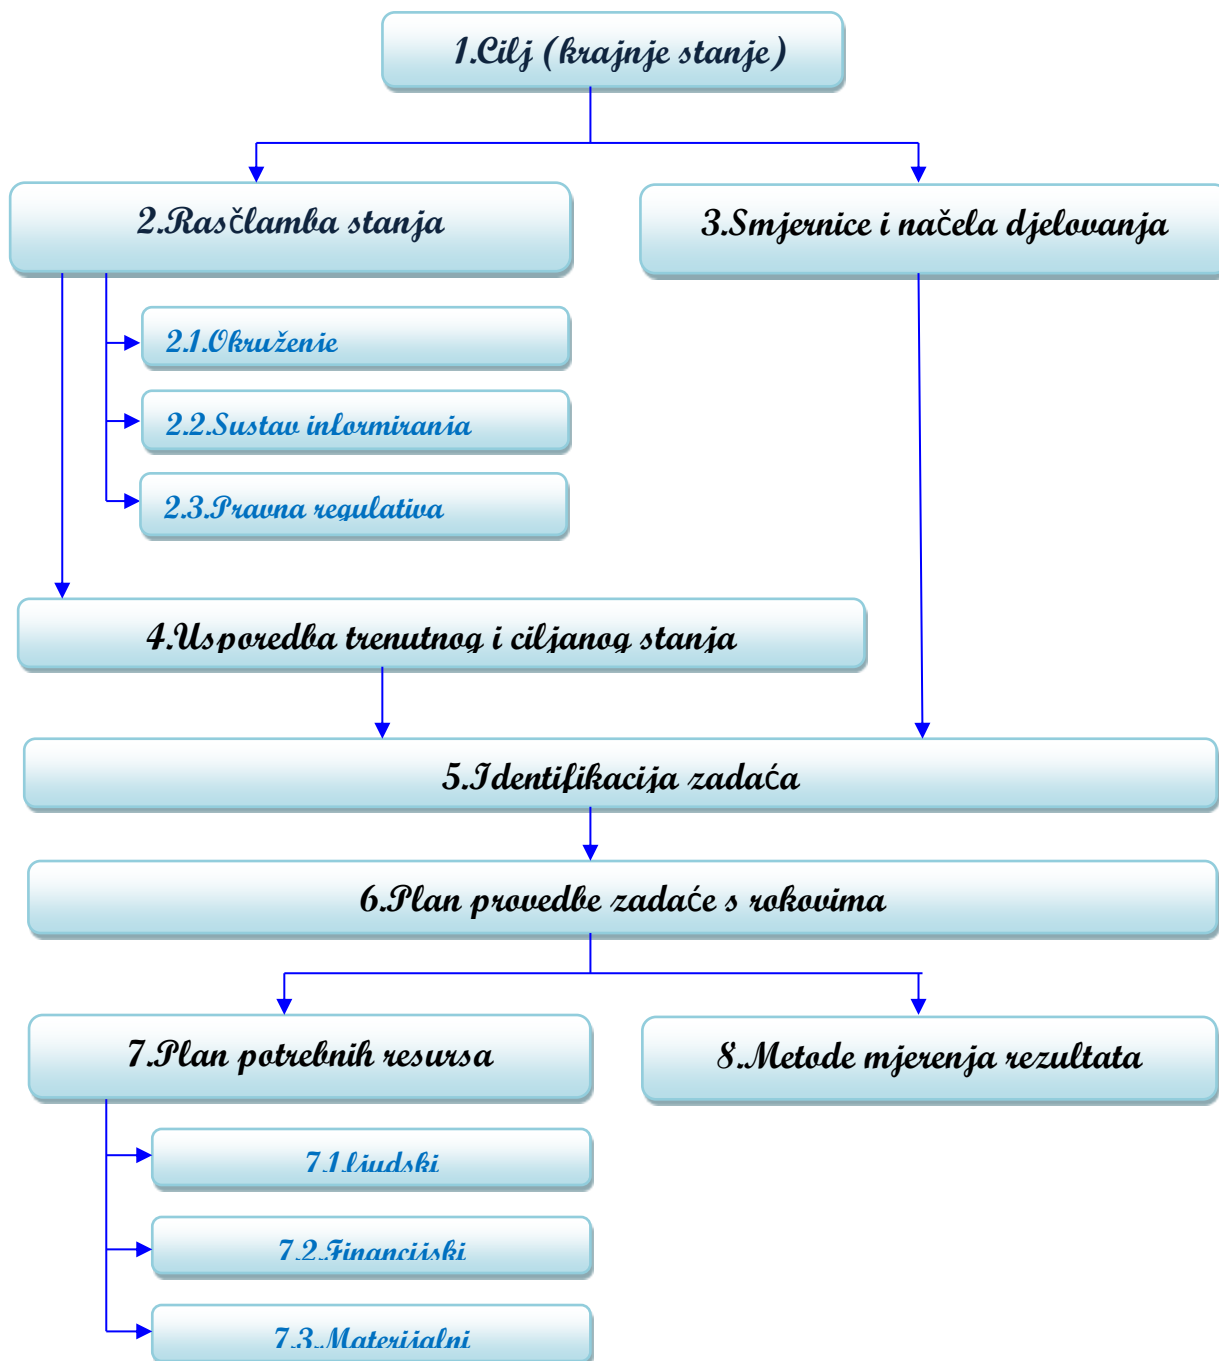 1.Cilj (krajnje stanje)
2.Rasčlamba stanja
3.Smjernice i načela djelovanja
2.1.Okruženje
2.2.Sustav informiranja
2.3.Pravna regulativa
4.Usporedba trenutnog i ciljanog stanja
5.Identifikacija zadaća
6.Plan provedbe zadaće s rokovima
7.Plan potrebnih resursa
8.Metode mjerenja rezultata
7.1.ljudski
7.2.Financijski
7.3.Materijalni